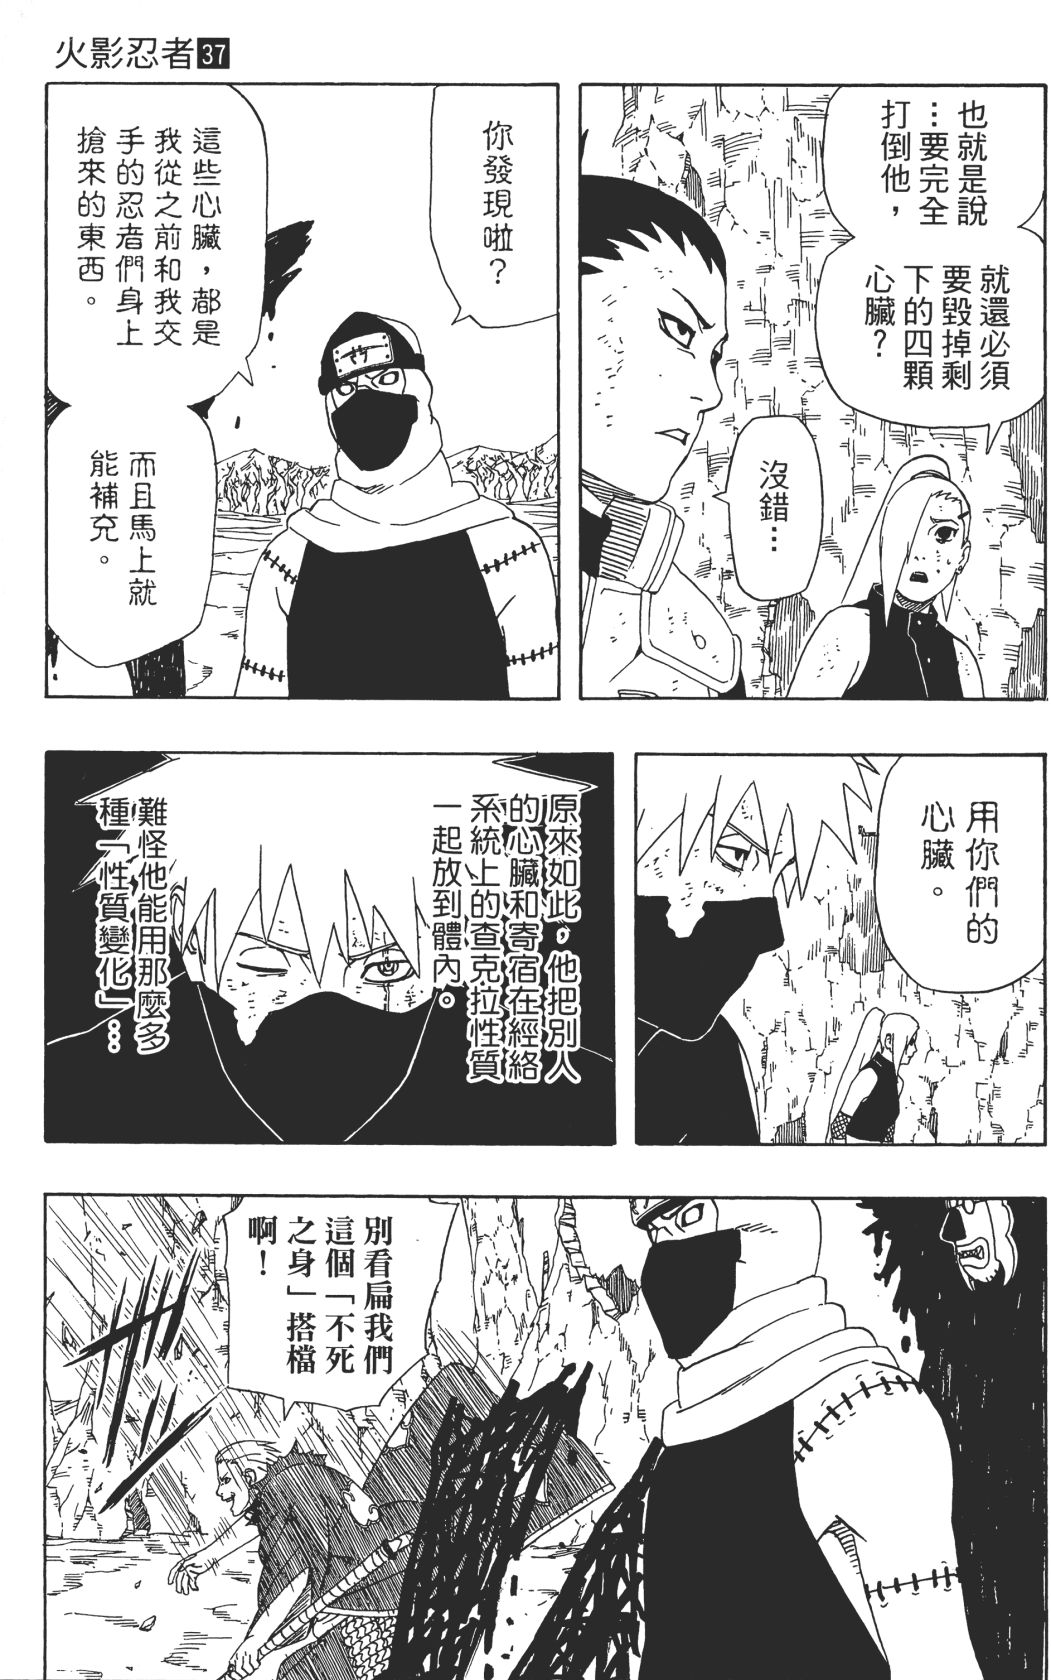 火影忍者37
也就是說
…要完全
打倒他，
就還必須
要毀掉剩
下的四顆
心臟？
沒錯…
你發現啦？
這些心臟，都是
我從之前和我交
手的忍者們身上
搶來的東西。
而且馬上就
能補充。
用你們的
心臟。
原來如此，他把別人
的心臟和寄宿在經絡
系統上的查克拉性質
一起放到體內。
難怪他能用那麼多
種「性質變化」…
別看扁我們
這個「不死
之身」搭檔
啊！